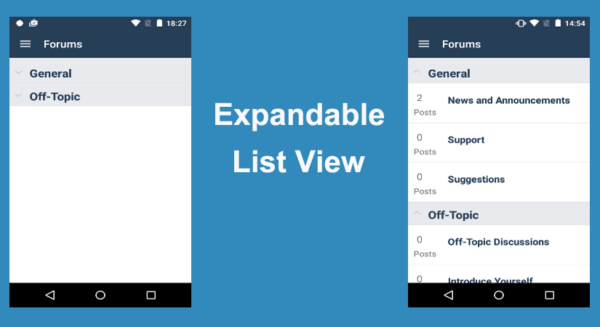 18:27
Forums
General
Off-Topic
Expandable
List View
14:54
Forums
General
2
Posts
News and Announcements
0
Posts
Support
0
Posts
Suggestions
Off-Topic
0
Posts
Off-Topic Discussions
0
Introduce Yourself